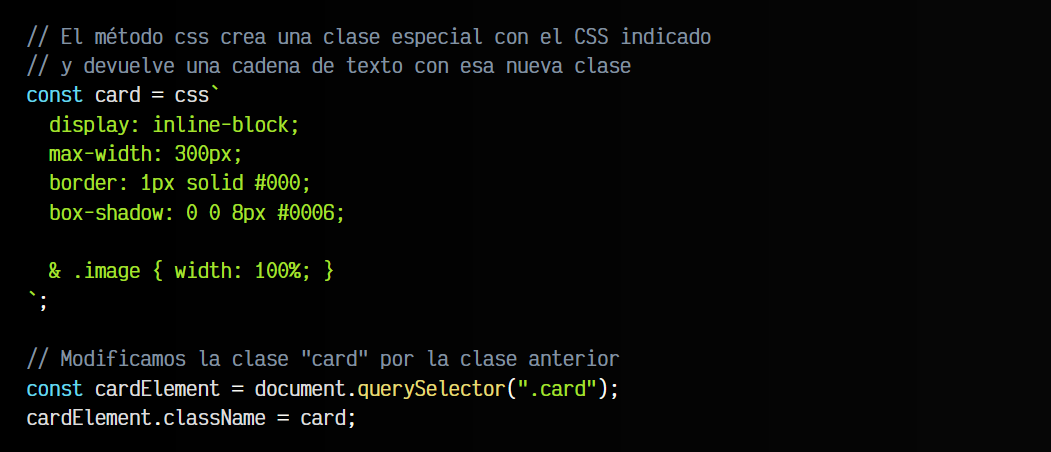 // El método css crea una clase especial con el CSS indicado
// y devuelve una cadena de texto con esa nueva clase
const card = css`
  display: inline-block;
  max-width: 300px;
  border: 1px solid #000;
  box-shadow: 0 0 8px #0006;

  & .image { width: 100%; }
`;

// Modificamos la clase "card" por la clase anterior
const cardElement = document.querySelector(".card");
cardElement.className = card;